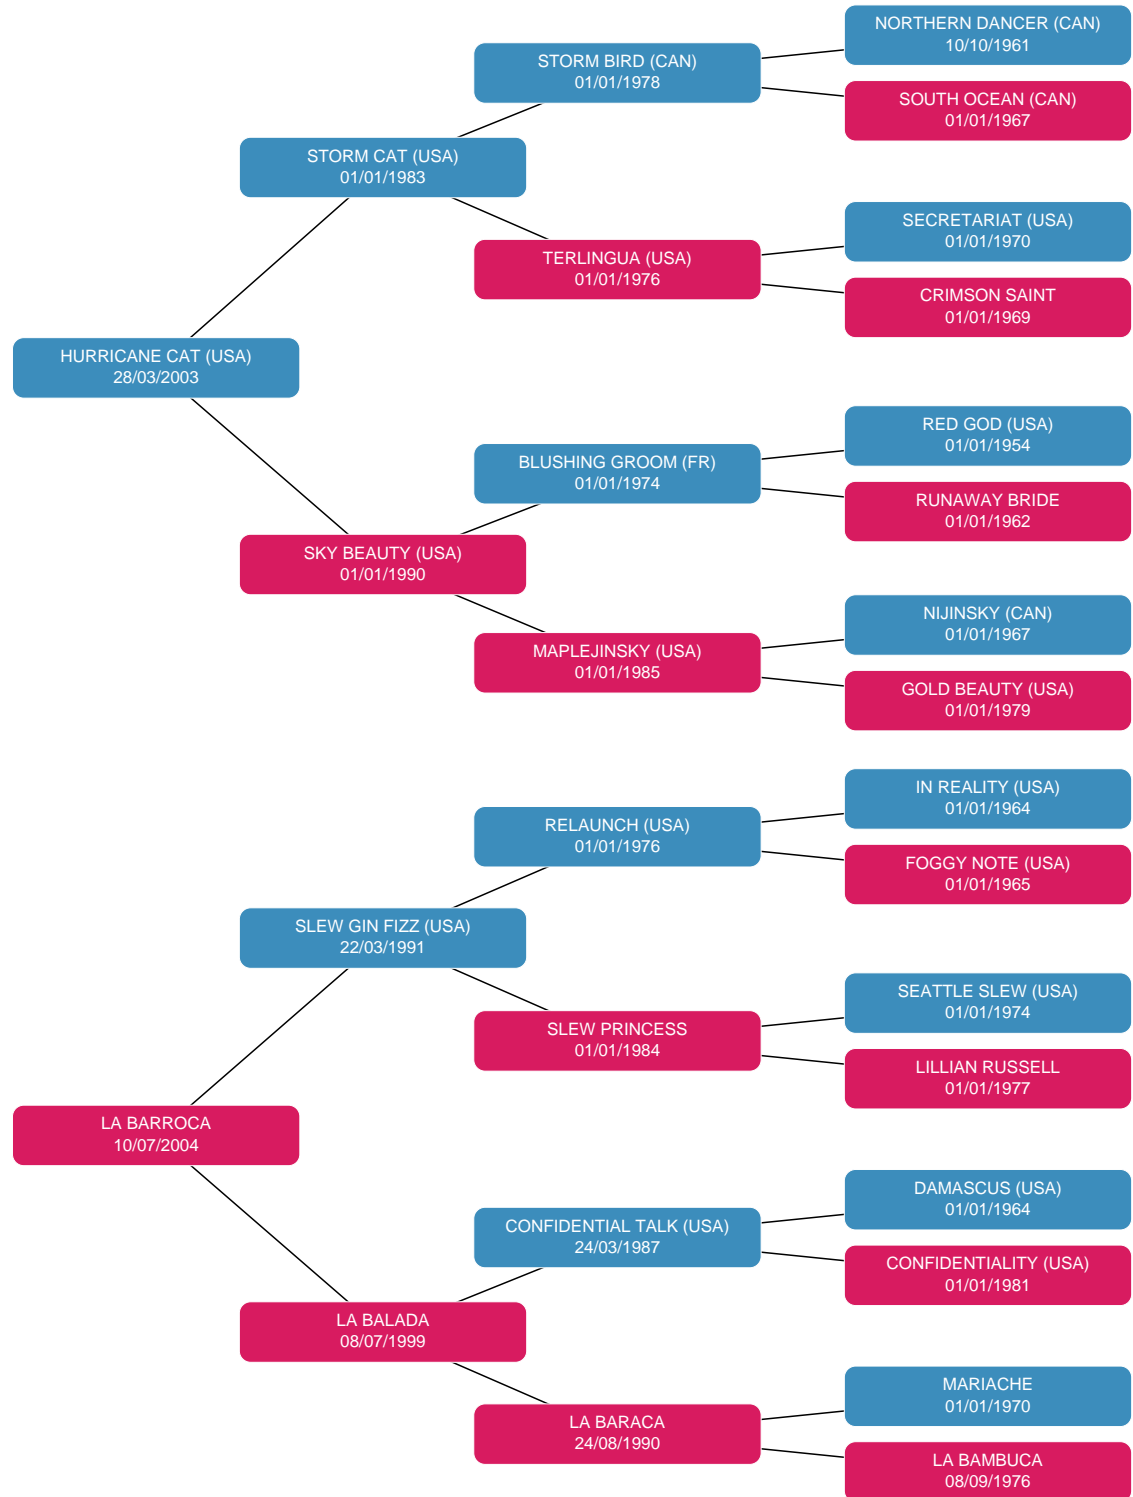 NORTHERN DANCER (CAN)
10/10/1961
STORM BIRD (CAN)
01/01/1978
SOUTH OCEAN (CAN)
01/01/1967
STORM CAT (USA)
01/01/1983
SECRETARIAT (USA)
01/01/1970
TERLINGUA (USA)
01/01/1976
CRIMSON SAINT
01/01/1969
HURRICANE CAT (USA)
28/03/2003
RED GOD (USA)
01/01/1954
BLUSHING GROOM (FR)
01/01/1974
RUNAWAY BRIDE
01/01/1962
SKY BEAUTY (USA)
01/01/1990
NIJINSKY (CAN)
01/01/1967
MAPLEJINSKY (USA)
01/01/1985
GOLD BEAUTY (USA)
01/01/1979
IN REALITY (USA)
01/01/1964
RELAUNCH (USA)
01/01/1976
FOGGY NOTE (USA)
01/01/1965
SLEW GIN FIZZ (USA)
22/03/1991
SEATTLE SLEW (USA)
01/01/1974
SLEW PRINCESS
01/01/1984
LILLIAN RUSSELL
01/01/1977
LA BARROCA
10/07/2004
DAMASCUS (USA)
01/01/1964
CONFIDENTIAL TALK (USA)
24/03/1987
CONFIDENTIALITY (USA)
01/01/1981
LA BALADA
08/07/1999
MARIACHE
01/01/1970
LA BARACA
24/08/1990
LA BAMBUCA
08/09/1976